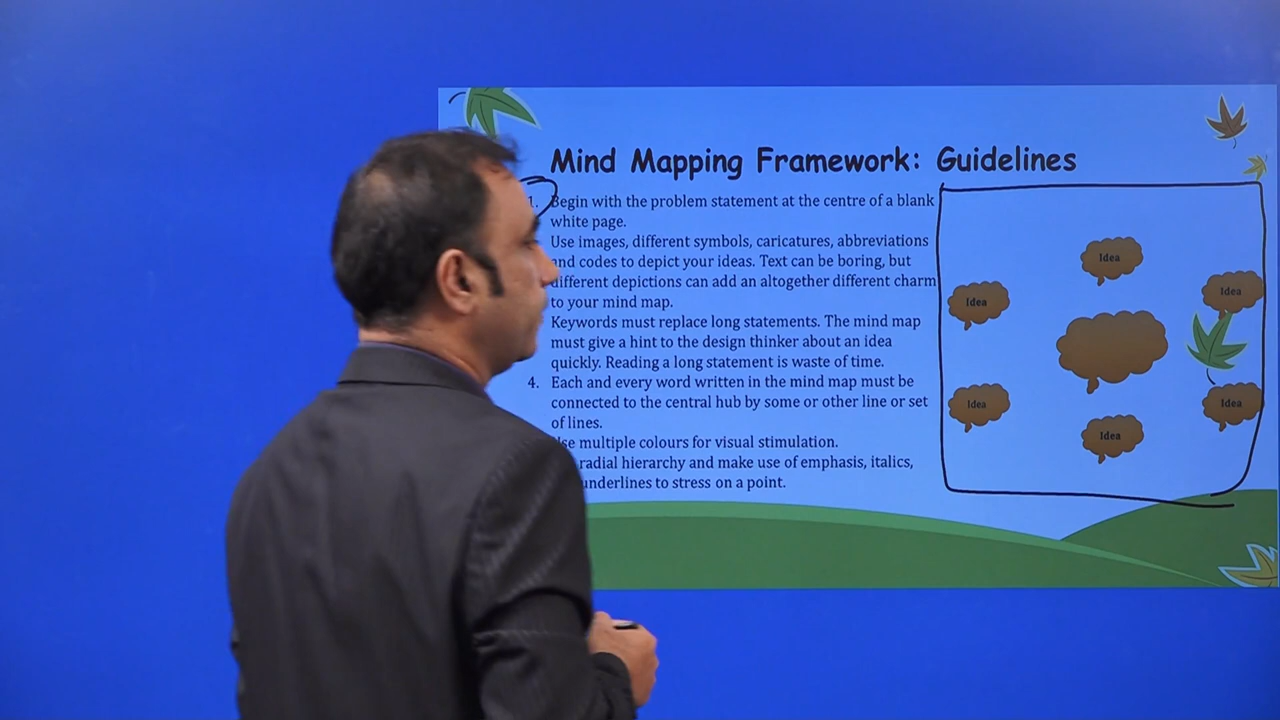 Mind Mapping Framework: Guidelines
1. Begin with the problem statement at the centre of a blank
white page.
Use images, different symbols, caricatures, abbreviations
and codes to depict your ideas. Text can be boring, but
different depictions can add an altogether different charm
to your mind map.
Keywords must replace long statements. The mind map
must give a hint to the design thinker about an idea
quickly. Reading a long statement is waste of time.
4. Each and every word written in the mind map must be
connected to the central hub by some or other line or set
of lines.
Use multiple colours for visual stimulation.
radial hierarchy and make use of emphasis, italics,
underlines to stress on a point.
Idea
Idea
Idea
Idea
Idea
Idea